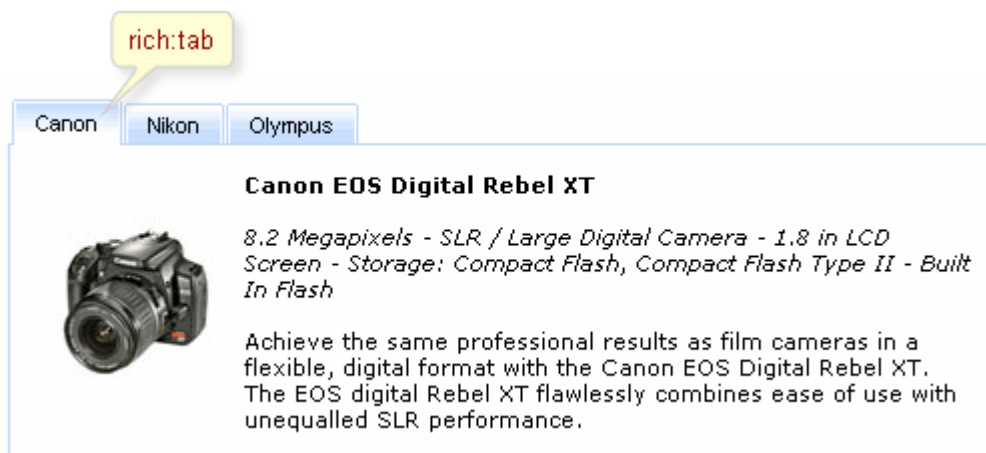 rich:tab
Canon Nikon Olympus
Canon EOS Digital Rebel XT
8.2 Megapixels - SLR / Large Digital Camera - 1.8 in LCD
Screen - Storage: Compact Flash, Compact Flash Type II - Built
In Flash
Achieve the same professional results as film cameras in a
flexible, digital format with the Canon EOS Digital Rebel XT.
The EOS digital Rebel XT flawlessly combines ease of use with
unequalled SLR performance.